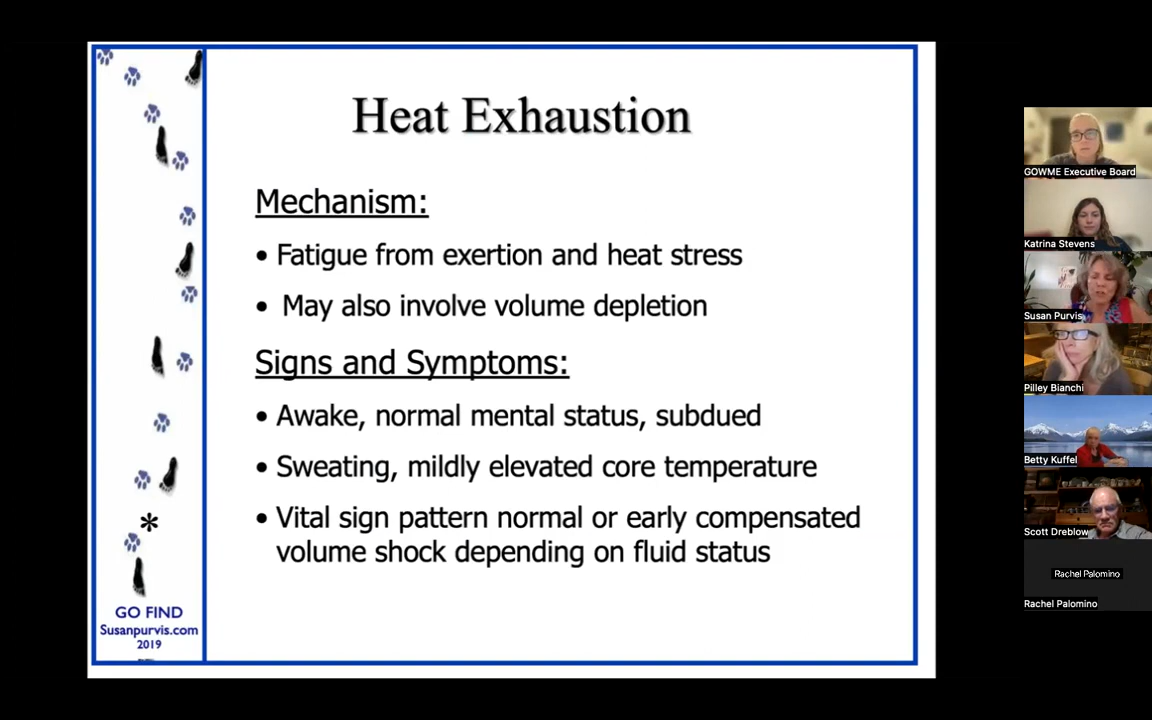 Heat Exhaustion
Mechanism:
• Fatigue from exertion and heat stress
• May also involve volume depletion
Signs and Symptoms:
• Awake, normal mental status, subdued
• Sweating, mildly elevated core temperature
• Vital sign pattern normal or early compensated
volume shock depending on fluid status
*
GO FIND
Susanpurvis.com
2019
GOWME Executive Board
Katrina Stevens
Susan Purvis
Pilley Bianchi
Betty Kuffel
Scott Dreblow
Rachel Palomino
Rachel Palomino